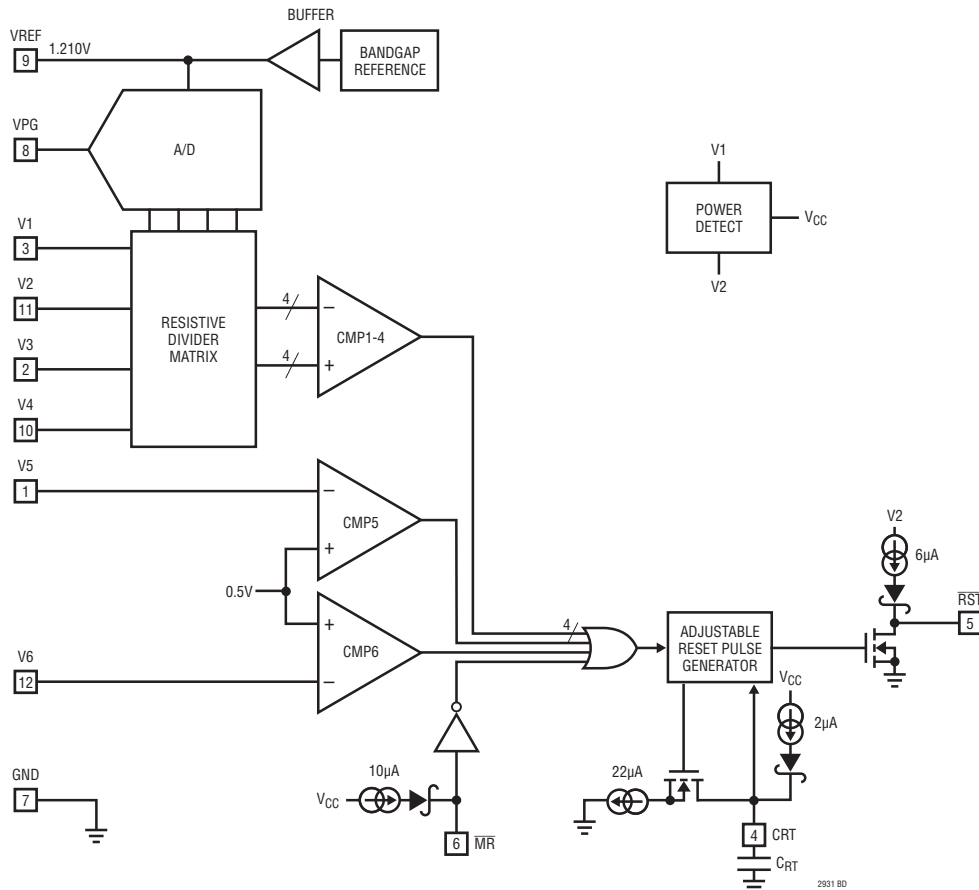 BUFFER
VREF
9
1.210V
BANDGAP
REFERENCE
VPG
8
A/D
V1
3
V2
11
V3
2
V4
10
RESISTIVE
DIVIDER
MATRIX
4
4
−
+
CMP1-4
V1
POWER
DETECT
VCC
V2
V5
1
−
+
CMP5
0.5V
+
−
CMP6
V6
12
4
ADJUSTABLE
RESET PULSE
GENERATOR
V2
6µA
RST
5
VCC
2µA
22µA
GND
7
10µA
VCC
6
MR
4
CRT
CRT
2931 BD